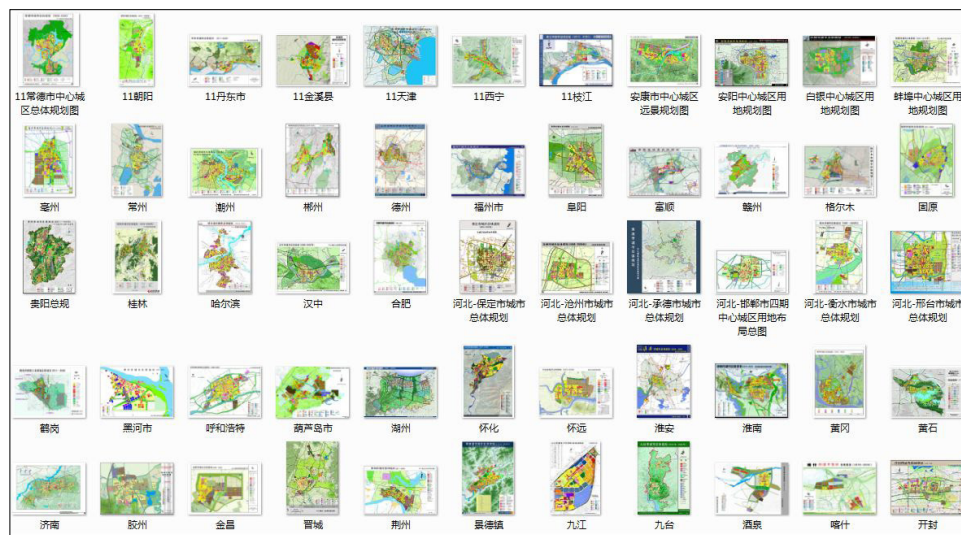 11常德市中心城
区总体规划图
11朝阳
11丹东市
11金溪县
11天津
11西宁
11枝江
安康市中心城区
远景规划图
安阳中心城区用
地规划图
白银中心城区用
地规划图
蚌埠中心城区用
地规划图
亳州
常州
潮州
郴州
德州
福州市
阜阳
富顺
赣州
格尔木
固原
贵阳总规
桂林
哈尔滨
汉中
合肥
河北-保定市城市
总体规划
河北-沧州市城市
总体规划
河北-承德市城市
总体规划
河北-邯郸市四期
中心城区用地布
局总图
河北-衡水市城市
总体规划
河北-邢台市城市
总体规划
鹤岗
黑河市
呼和浩特
葫芦岛市
湖州
怀化
怀远
淮安
淮南
黄冈
黄石
济南
胶州
金昌
晋城
荆州
景德镇
九江
九台
酒泉
喀什
开封